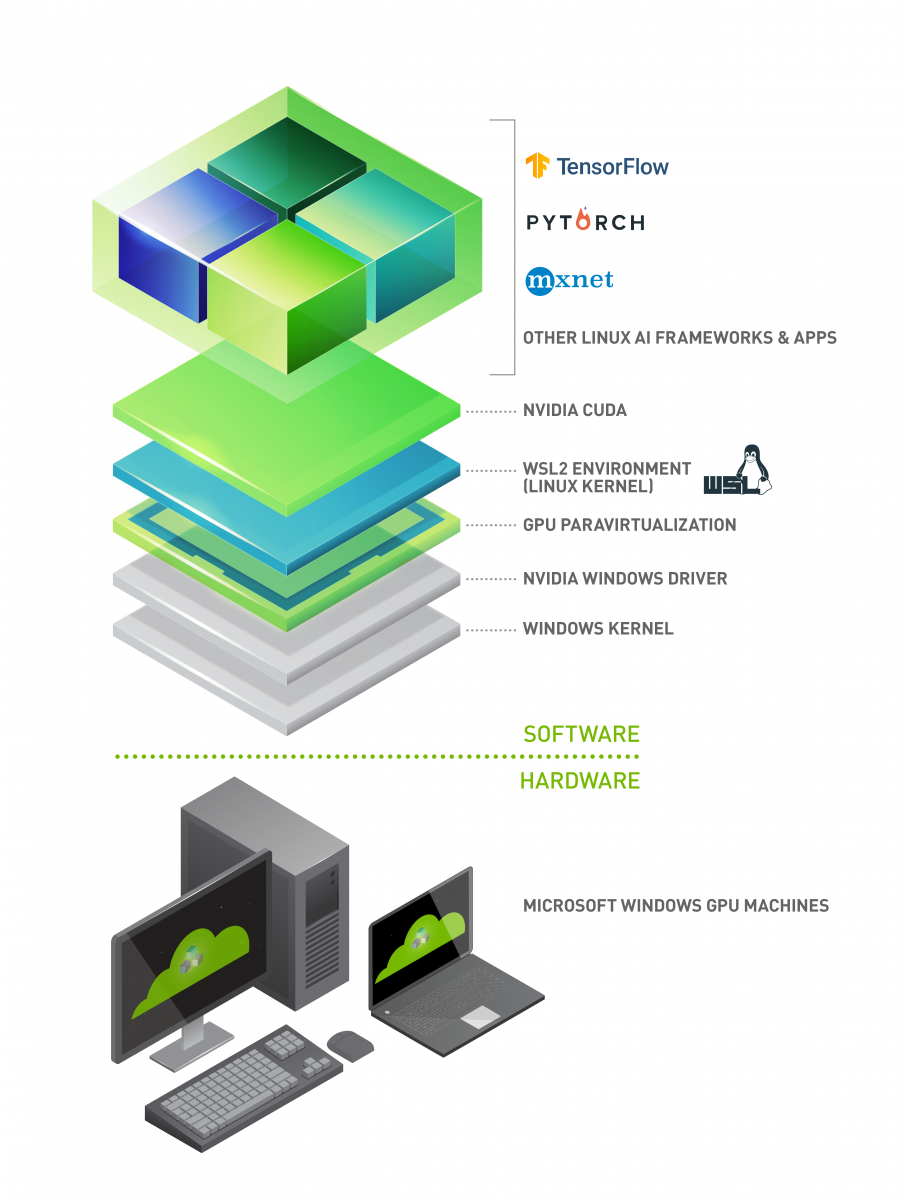 TensorFlow
PYTORCH
mxnet
OTHER LINUX AI FRAMEWORKS & APPS
NVIDIA CUDA
WSL2 ENVIRONMENT
(LINUX KERNEL)
WSL
GPU PARAVIRTUALIZATION
NVIDIA WINDOWS DRIVER
WINDOWS KERNEL
SOFTWARE
HARDWARE
MICROSOFT WINDOWS GPU MACHINES